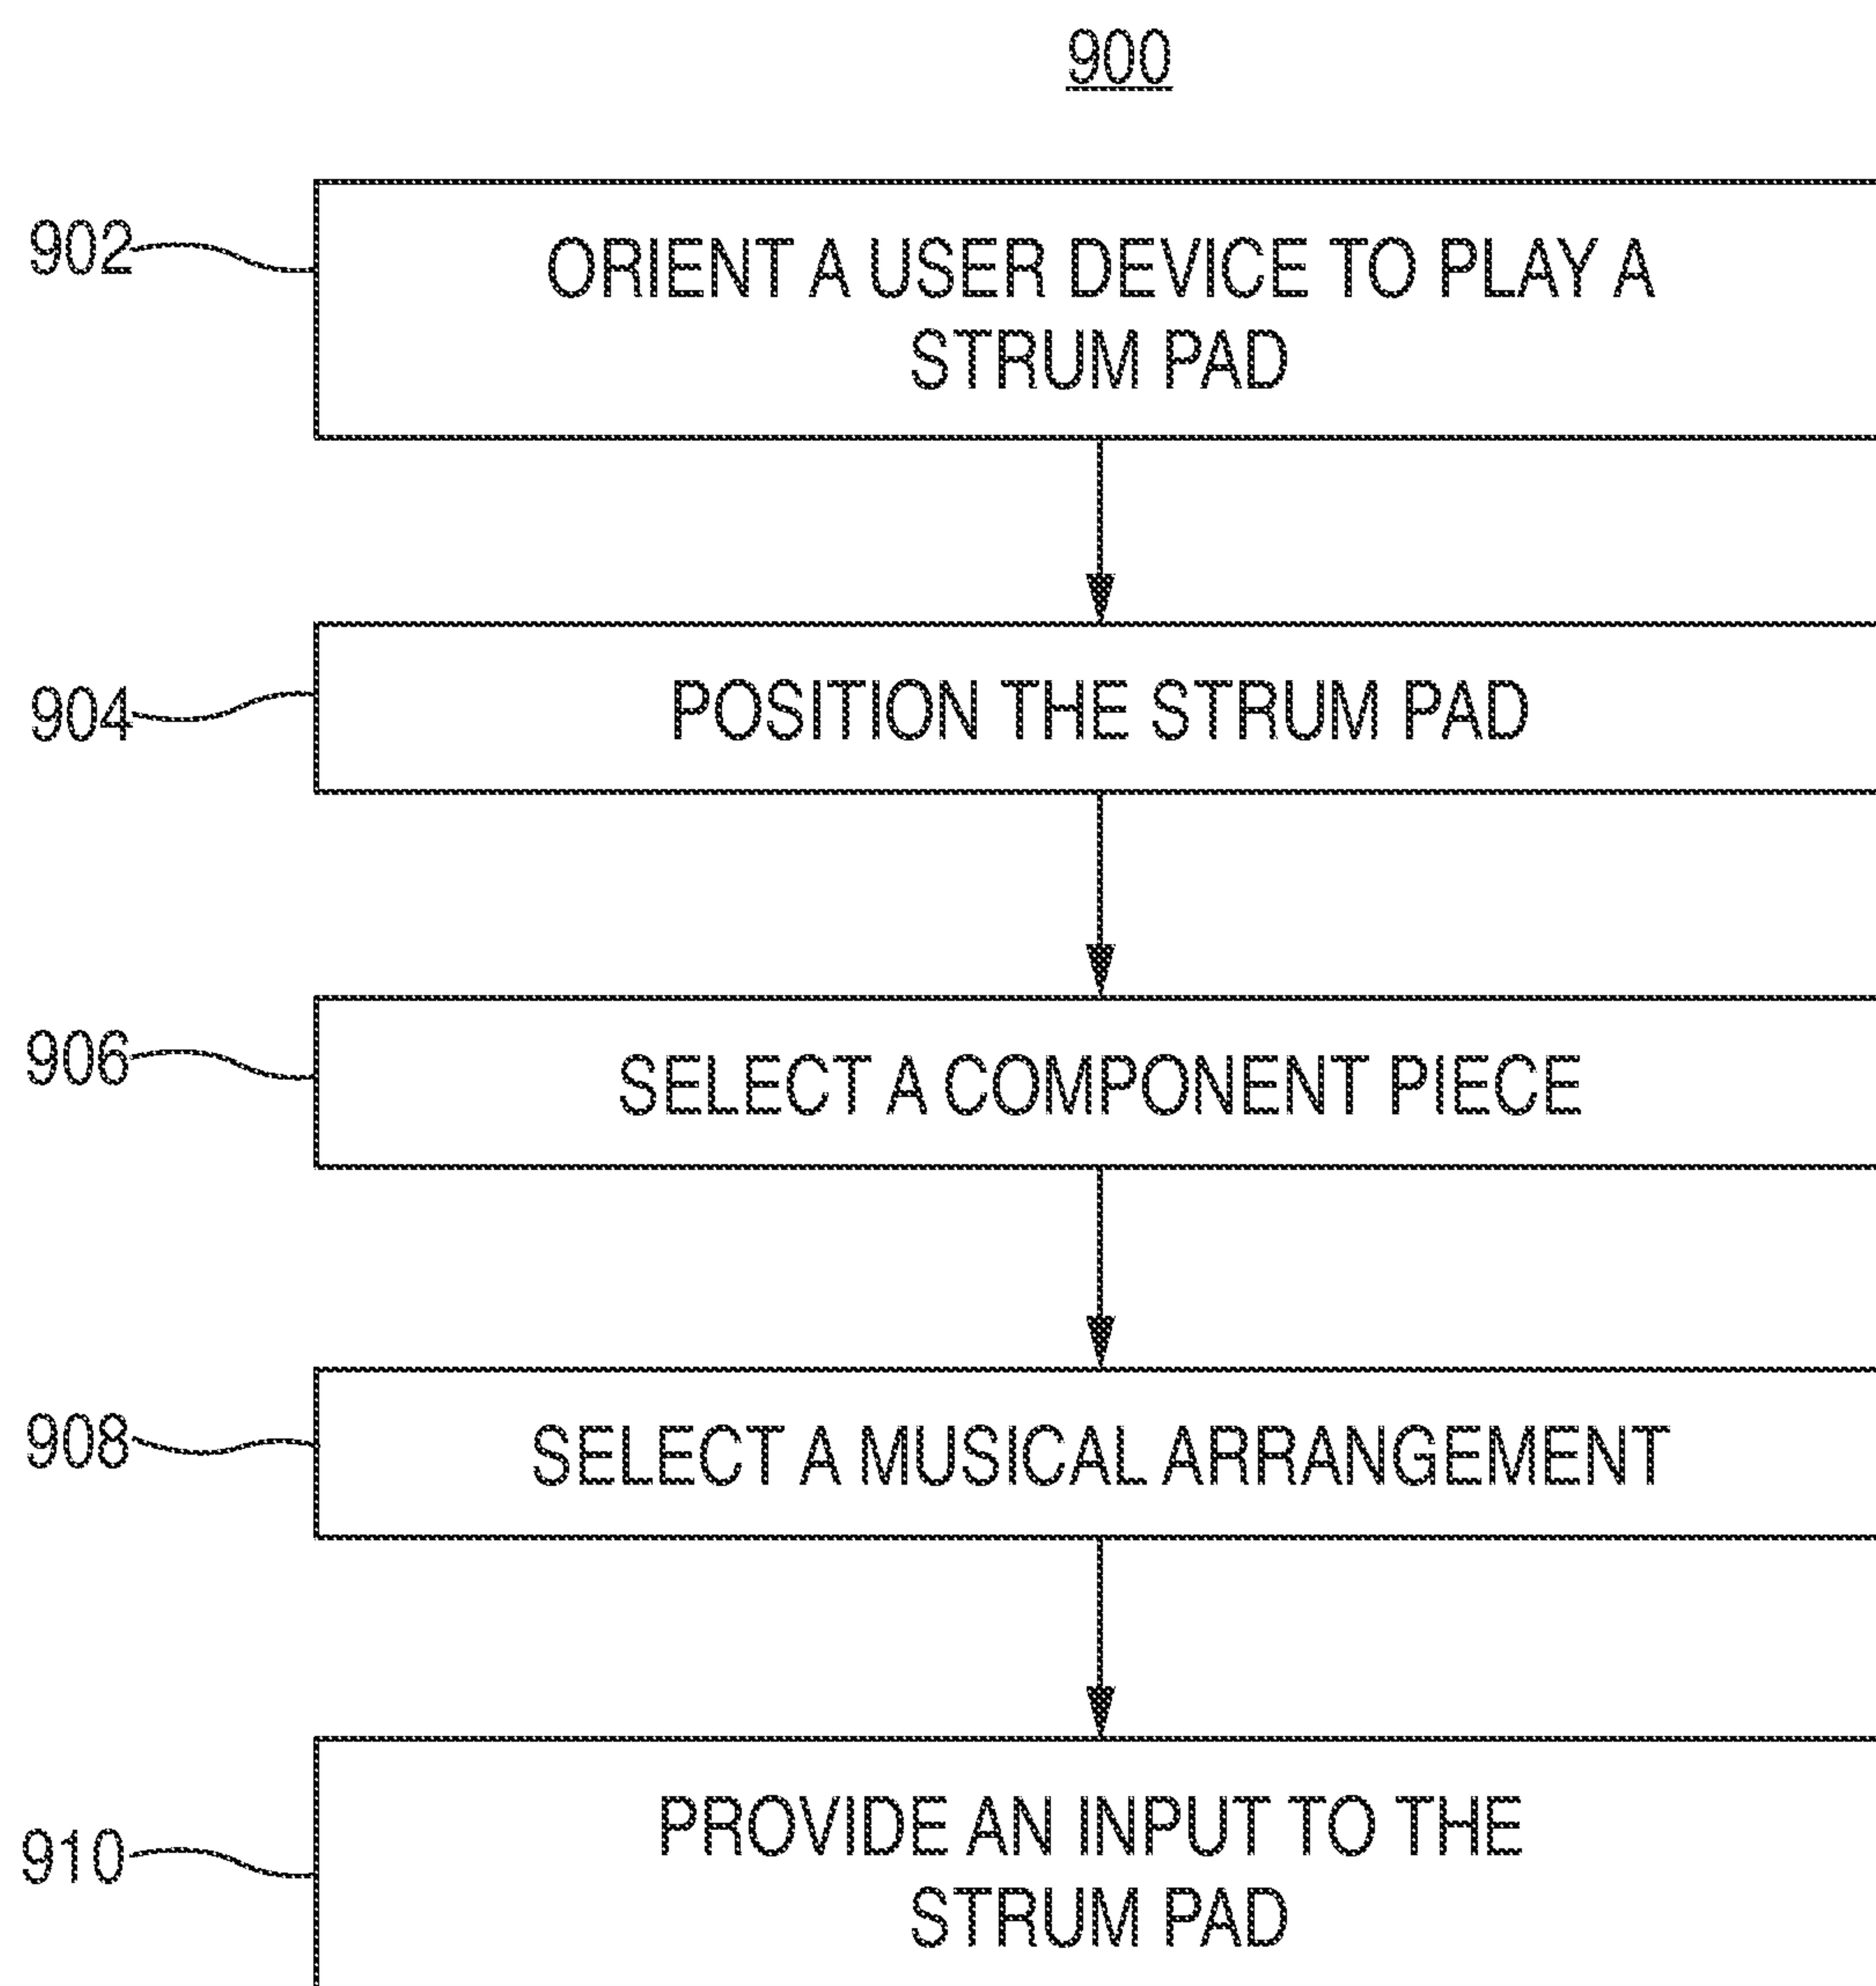 900
902
ORIENT A USER DEVICE TO PLAY A
STRUM PAD
904
POSITION THE STRUM PAD
906
SELECT A COMPONENT PIECE
908
SELECT A MUSICAL ARRANGEMENT
910
PROVIDE AN INPUT TO THE
STRUM PAD